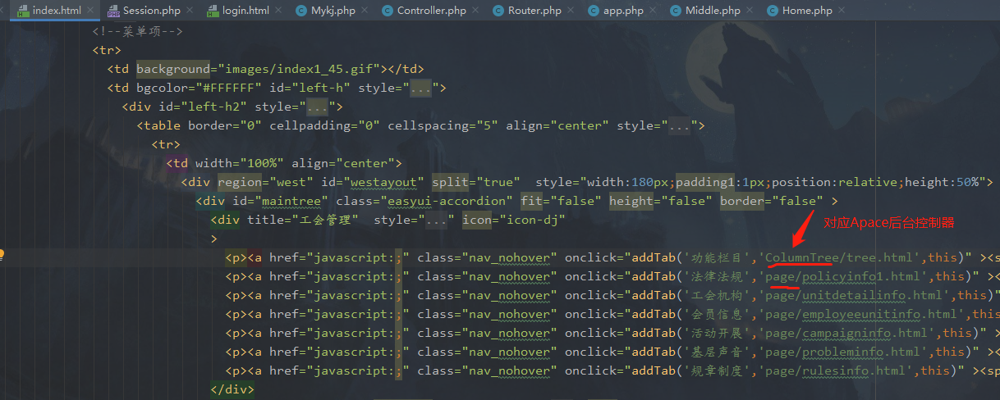 index.html Session.php login.html Mykj.php Controller.php Router.php app.php Middle.php Home.php
<!--菜单项-->
<tr>
<td background="images/index1_45.gif"></td>
<td bgcolor="#FFFFFF" id="left-h" style="...">
<div id="left-h2" style="...">
<table border="0" cellpadding="0" cellspacing="5" align="center" style="...">
<tr>
<td width="100%" align="center">
<div region="west" id="westayout" split="true"  style="width:180px;padding1:1px;position:relative;height:50%">
<div id="maintree" class="easyui-accordion" fit="false" height="false" border="false" >
<div title="工会管理"  style="..." icon="icon-dj"
对应Apace后台控制器
>
<p><a href="javascript:;" class="nav_nohover" onclick="addTab('功能栏目','ColumnTree/tree.html',this)" ><s
<p><a href="javascript:;" class="nav_nohover" onclick="addTab('法律法规','page/policyinfo1.html',this)" ><
<p><a href="javascript:;" class="nav_nohover" onclick="addTab('工会机构','page/unitdetailinfo.html',this)"
<p><a href="javascript:;" class="nav_nohover" onclick="addTab('会员信息','page/employeeunitinfo.html',this
<p><a href="javascript:;" class="nav_nohover" onclick="addTab('活动开展','page/campaigninfo.html',this)" >
<p><a href="javascript:;" class="nav_nohover" onclick="addTab('基层声音','page/probleminfo.html',this)" ><
<p><a href="javascript:;" class="nav_nohover" onclick="addTab('规章制度','page/rulesinfo.html',this)" ><sp
</div>